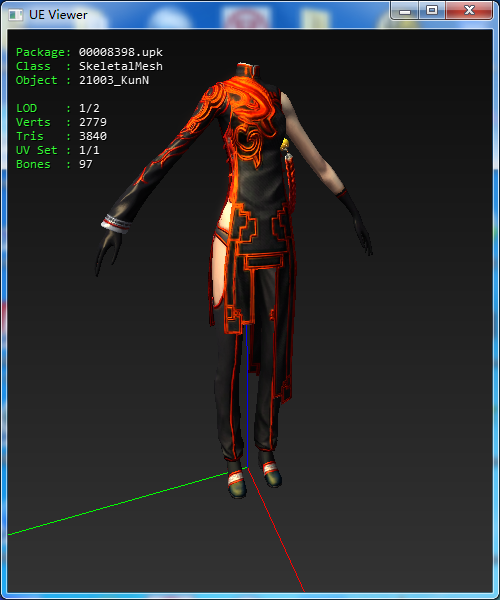 UE Viewer
Package: 00008398.upk
Class : SkeletalMesh
Object : 21003_KunN
LOD : 1/2
Verts : 2779
Tris : 3840
UV Set : 1/1
Bones : 97